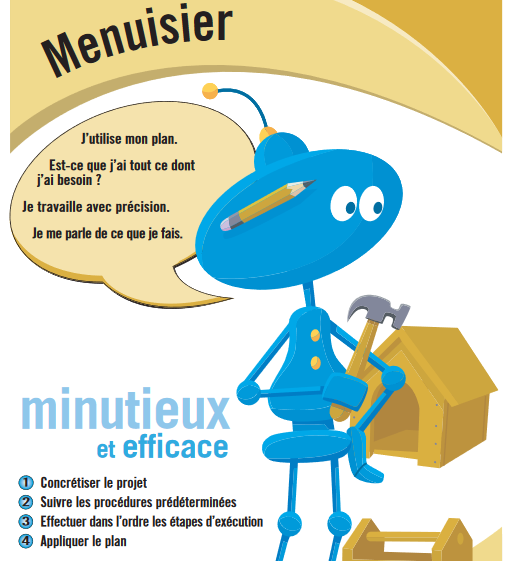 Menuisier
J'utilise mon plan.
Est-ce que j'ai tout ce dont
j'ai besoin ?
Je travaille avec précision.
Je me parle de ce que je fais.
minutieux
et efficace
1 Concrétiser le projet
2 Suivre les procédures prédéterminées
3 Effectuer dans l'ordre les étapes d'exécution
4 Appliquer le plan